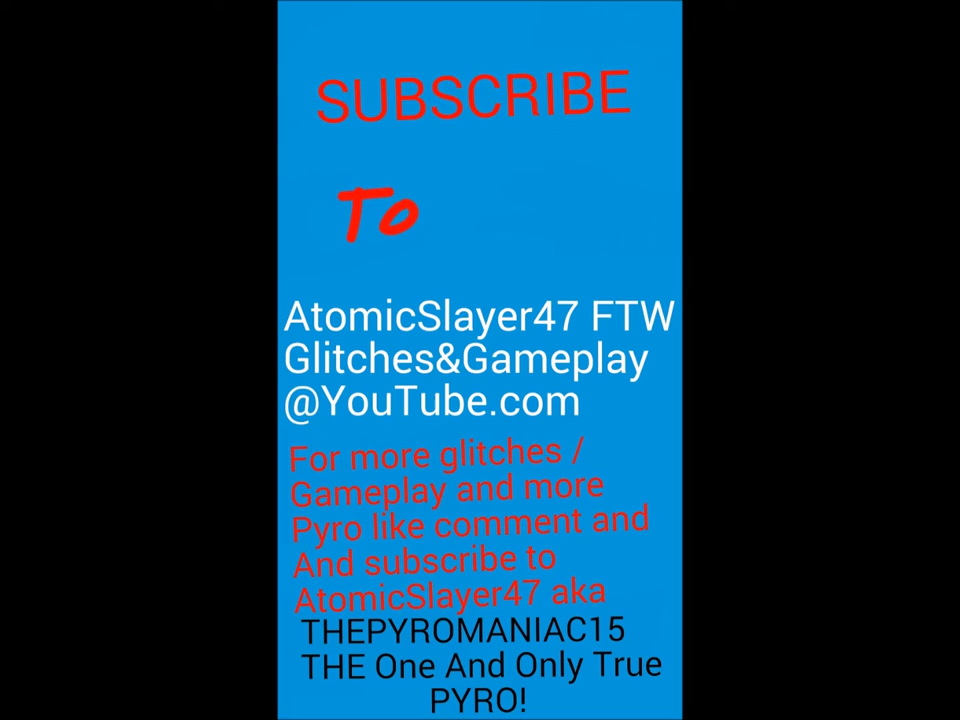 SUBSCRIBE
To
AtomicSlayer47 FTW
Glitches&Gameplay
@YouTube.com
For more glitches /
Gameplay and more
Pyro like comment and
And subscribe to
AtomicSlayer47 aka
THEPYROMANIAC15
THE One And Only True
PYRO!